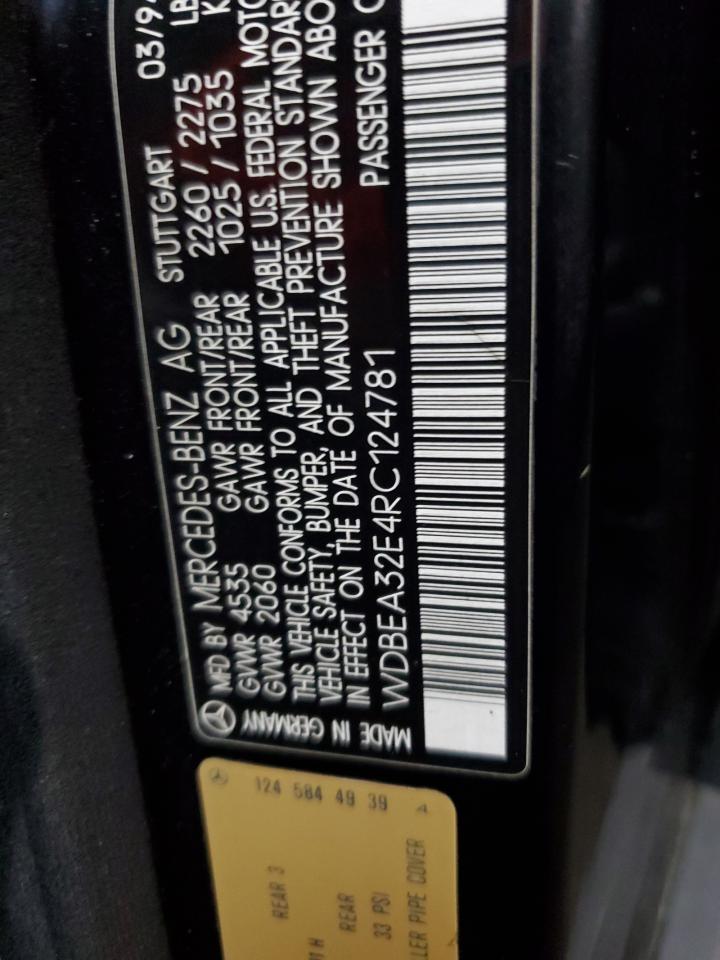 MFD BY MERCEDES-BENZ AG STUTTGART 03/94
GVWR 4535 GAWR FRONT/REAR 2260 / 2275 LB
GVWR 2060 GAWR FRONT/REAR 1025 / 1035 K
THIS VEHICLE CONFORMS TO ALL APPLICABLE U.S. FEDERAL MOTO
VEHICLE SAFETY, BUMPER, AND THEFT PREVENTION STANDAR
IN EFFECT ON THE DATE OF MANUFACTURE SHOWN ABO
WDBEA32E4RC124781 PASSENGER C
MADE IN GERMANY
124 584 49 39 A
REAR 3
91 H
REAR
33 PSI
LLER PIPE COVER